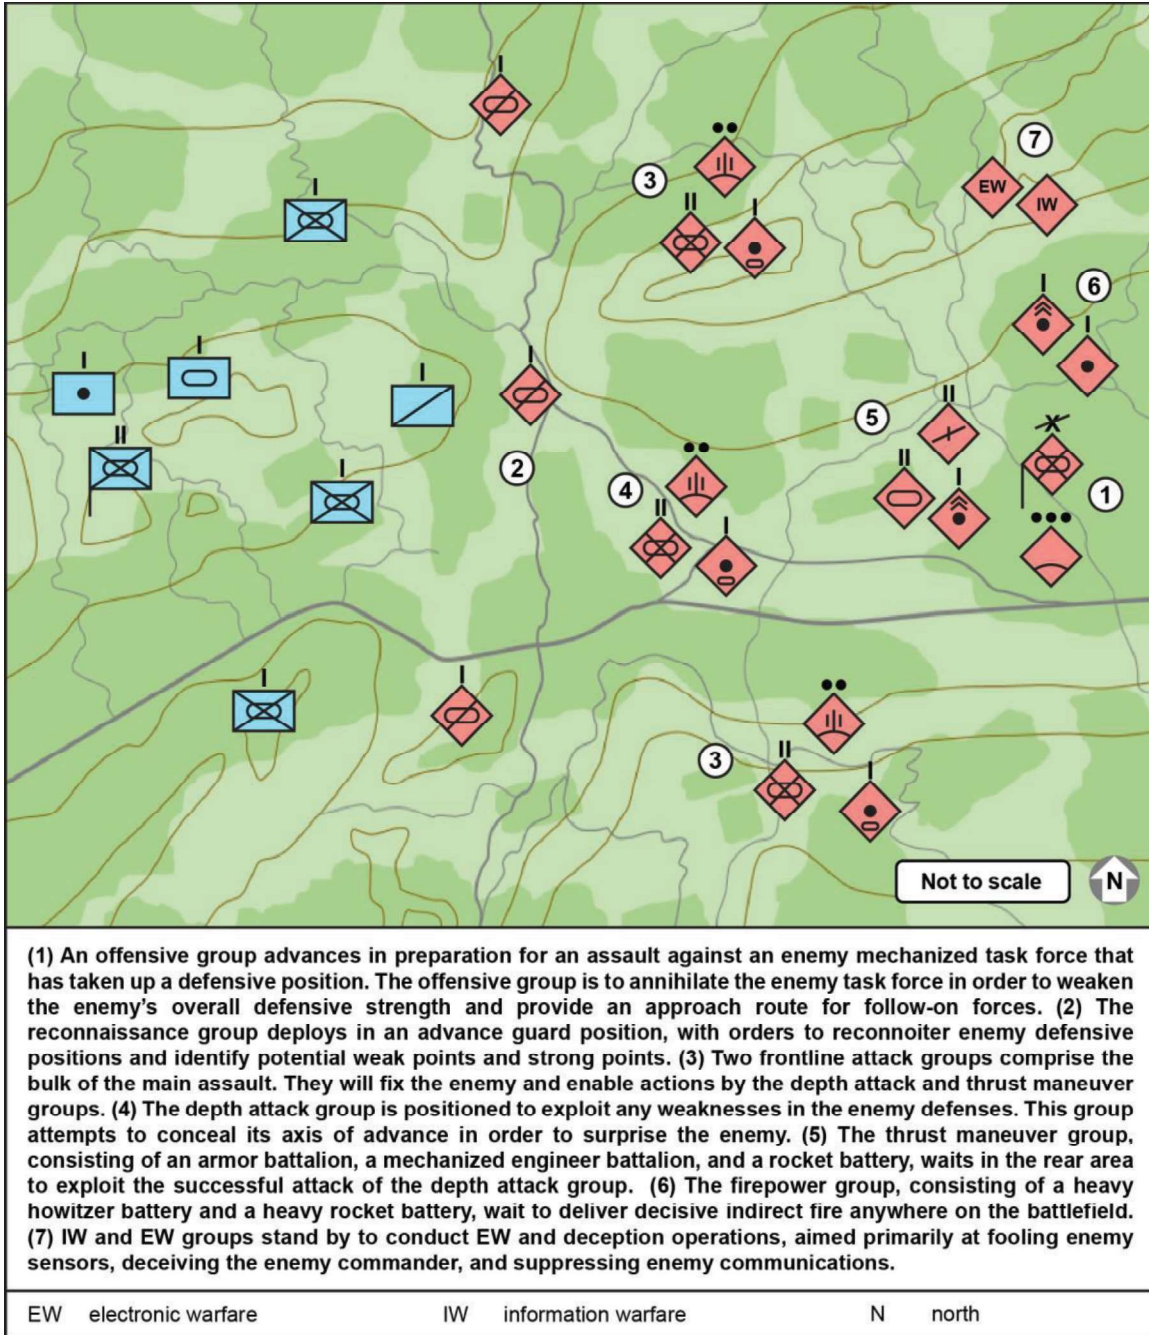 I
3
7
EW
IW
I
II
I
I
6
I
I
I
I
I
II
5
X
II
2
4
II
I
1
I
I
I
I
3
II
I
Not to scale
N
(1) An offensive group advances in preparation for an assault against an enemy mechanized task force that
has taken up a defensive position. The offensive group is to annihilate the enemy task force in order to weaken
the enemy’s overall defensive strength and provide an approach route for follow-on forces. (2) The
reconnaissance group deploys in an advance guard position, with orders to reconnoiter enemy defensive
positions and identify potential weak points and strong points. (3) Two frontline attack groups comprise the
bulk of the main assault. They will fix the enemy and enable actions by the depth attack and thrust maneuver
groups. (4) The depth attack group is positioned to exploit any weaknesses in the enemy defenses. This group
attempts to conceal its axis of advance in order to surprise the enemy. (5) The thrust maneuver group,
consisting of an armor battalion, a mechanized engineer battalion, and a rocket battery, waits in the rear area
to exploit the successful attack of the depth attack group. (6) The firepower group, consisting of a heavy
howitzer battery and a heavy rocket battery, wait to deliver decisive indirect fire anywhere on the battlefield.
(7) IW and EW groups stand by to conduct EW and deception operations, aimed primarily at fooling enemy
sensors, deceiving the enemy commander, and suppressing enemy communications.
EW electronic warfare IW information warfare N north